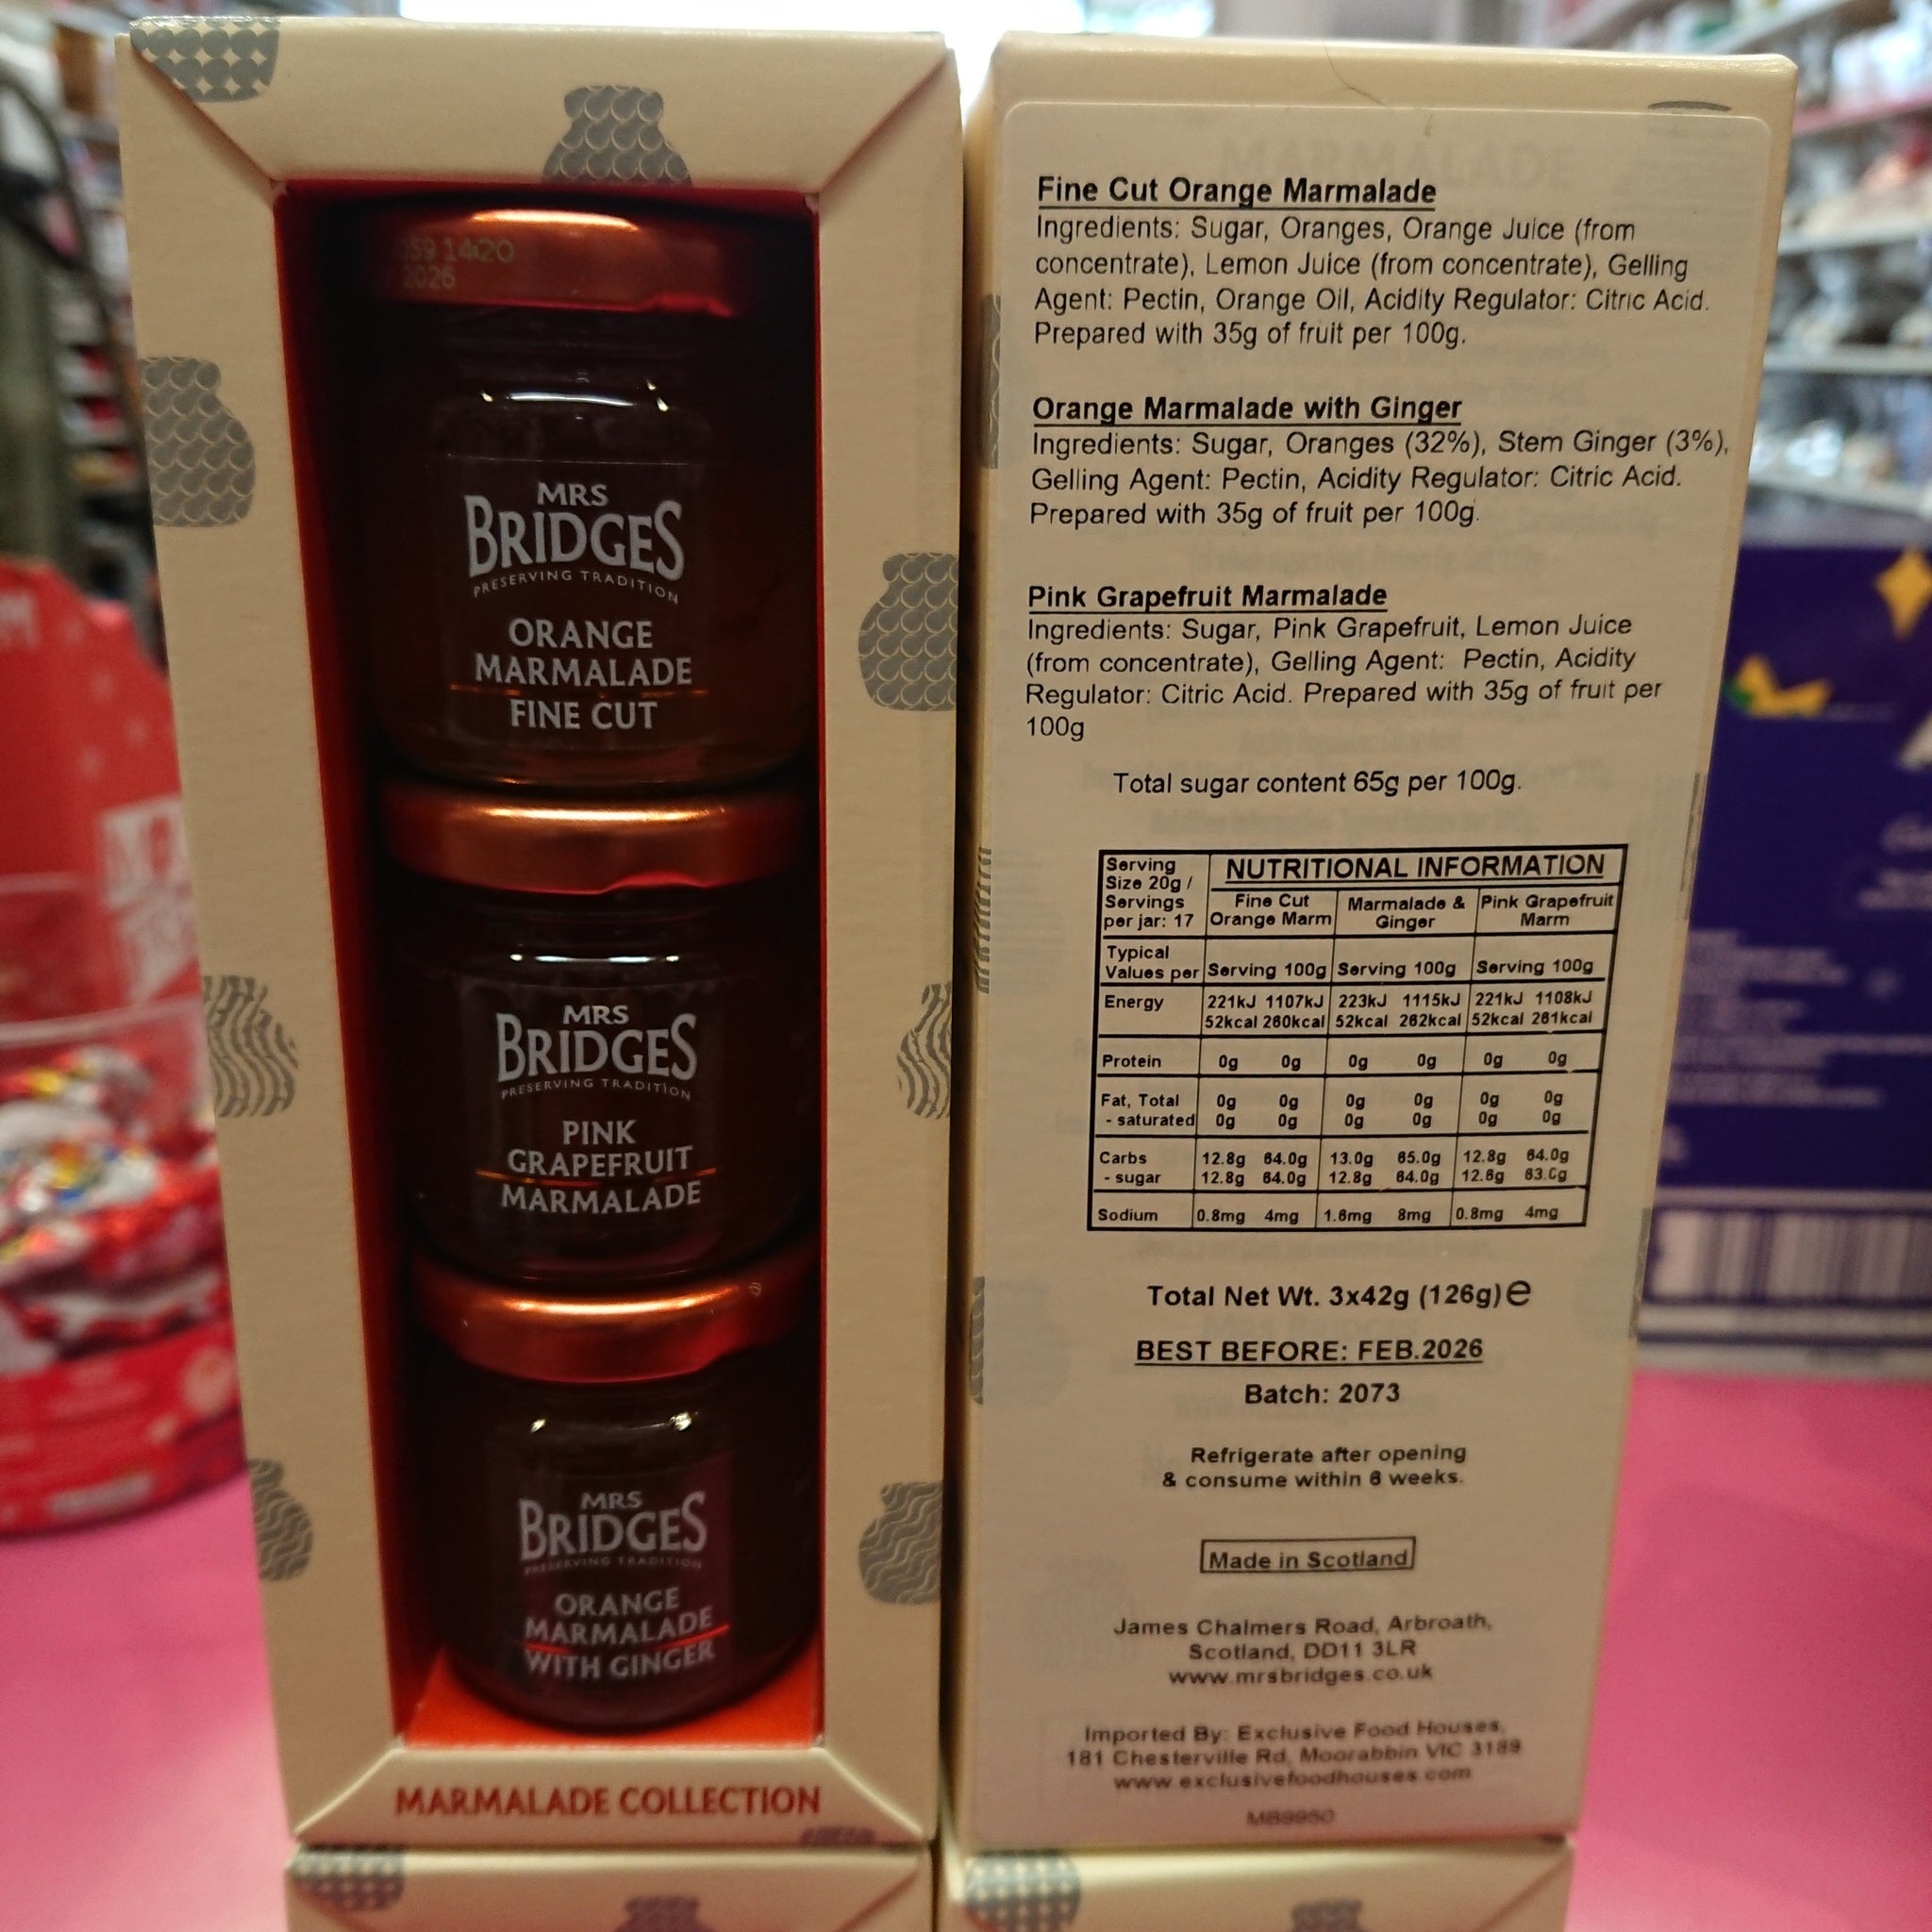 59 14:20
2026
MRS
BRIDGES
PRESERVING TRADITION
ORANGE
MARMALADE
FINE CUT
MRS
BRIDGES
PRESERVING TRADITION
PINK
GRAPEFRUIT
MARMALADE
MRS
BRIDGES
PRESERVING TRADITION
ORANGE
MARMALADE
WITH GINGER
MARMALADE COLLECTION
Fine Cut Orange Marmalade
Ingredients: Sugar, Oranges, Orange Juice (from
concentrate), Lemon Juice (from concentrate), Gelling
Agent: Pectin, Orange Oil, Acidity Regulator: Citric Acid.
Prepared with 35g of fruit per 100g.
Orange Marmalade with Ginger
Ingredients: Sugar, Oranges (32%), Stem Ginger (3%),
Gelling Agent: Pectin, Acidity Regulator: Citric Acid.
Prepared with 35g of fruit per 100g.
Pink Grapefruit Marmalade
Ingredients: Sugar, Pink Grapefruit, Lemon Juice
(from concentrate), Gelling Agent: Pectin, Acidity
Regulator: Citric Acid. Prepared with 35g of fruit per
100g
Total sugar content 65g per 100g.
Serving
Size 20g /
Servings
per jar: 17
NUTRITIONAL INFORMATION
Fine Cut
Orange Marm
Marmalade &
Ginger
Pink Grapefruit
Marm
Typical
Values per Serving 100g Serving 100g Serving 100g
Energy 221kJ 1107kJ 223kJ 1115kJ 221kJ 1108kJ
52kcal 260kcal 52kcal 262kcal 52kcal 261kcal
Protein 0g 0g 0g 0g 0g 0g
Fat, Total 0g 0g 0g 0g 0g 0g
- saturated 0g 0g 0g 0g 0g 0g
Carbs 12.8g 64.0g 13.0g 65.0g 12.8g 64.0g
- sugar 12.8g 64.0g 12.8g 64.0g 12.6g 63.0g
Sodium 0.8mg 4mg 1.6mg 8mg 0.8mg 4mg
Total Net Wt. 3x42g (126g) e
BEST BEFORE: FEB.2026
Batch: 2073
Refrigerate after opening
& consume within 6 weeks.
Made in Scotland
James Chalmers Road, Arbroath,
Scotland, DD11 3LR
www.mrsbridges.co.uk
Imported By: Exclusive Food Houses,
181 Chesterville Rd, Moorabbin VIC 3189
www.exclusivefoodhouses.com
MB9950